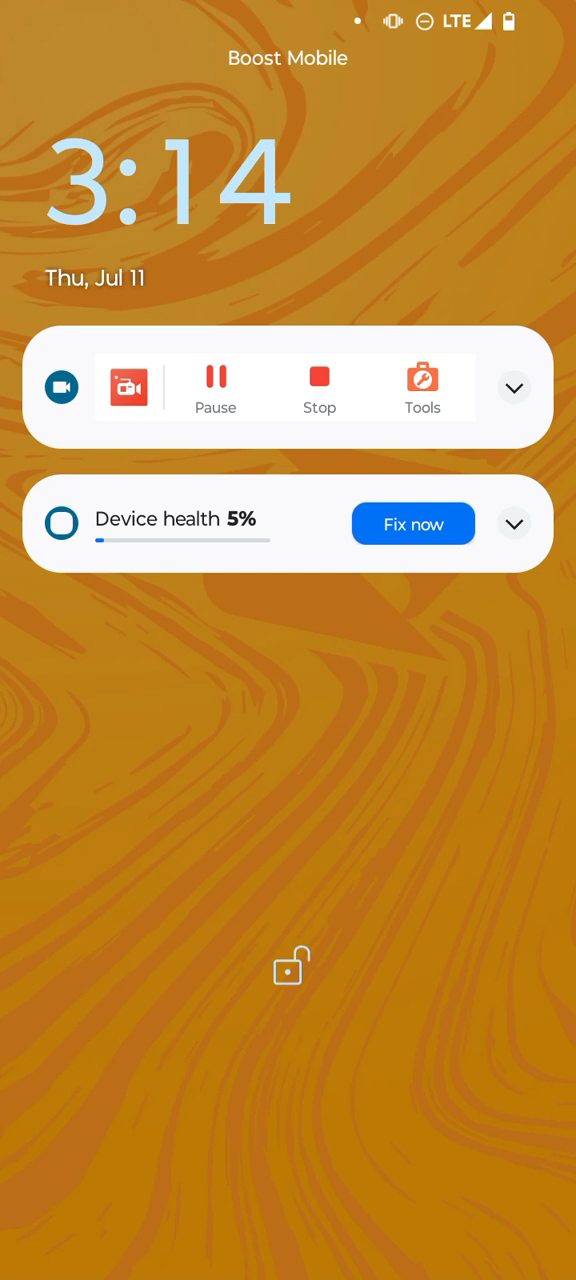 LTE
Boost Mobile
3:14
Thu, Jul 11
Pause Stop Tools
Device health 5% Fix now